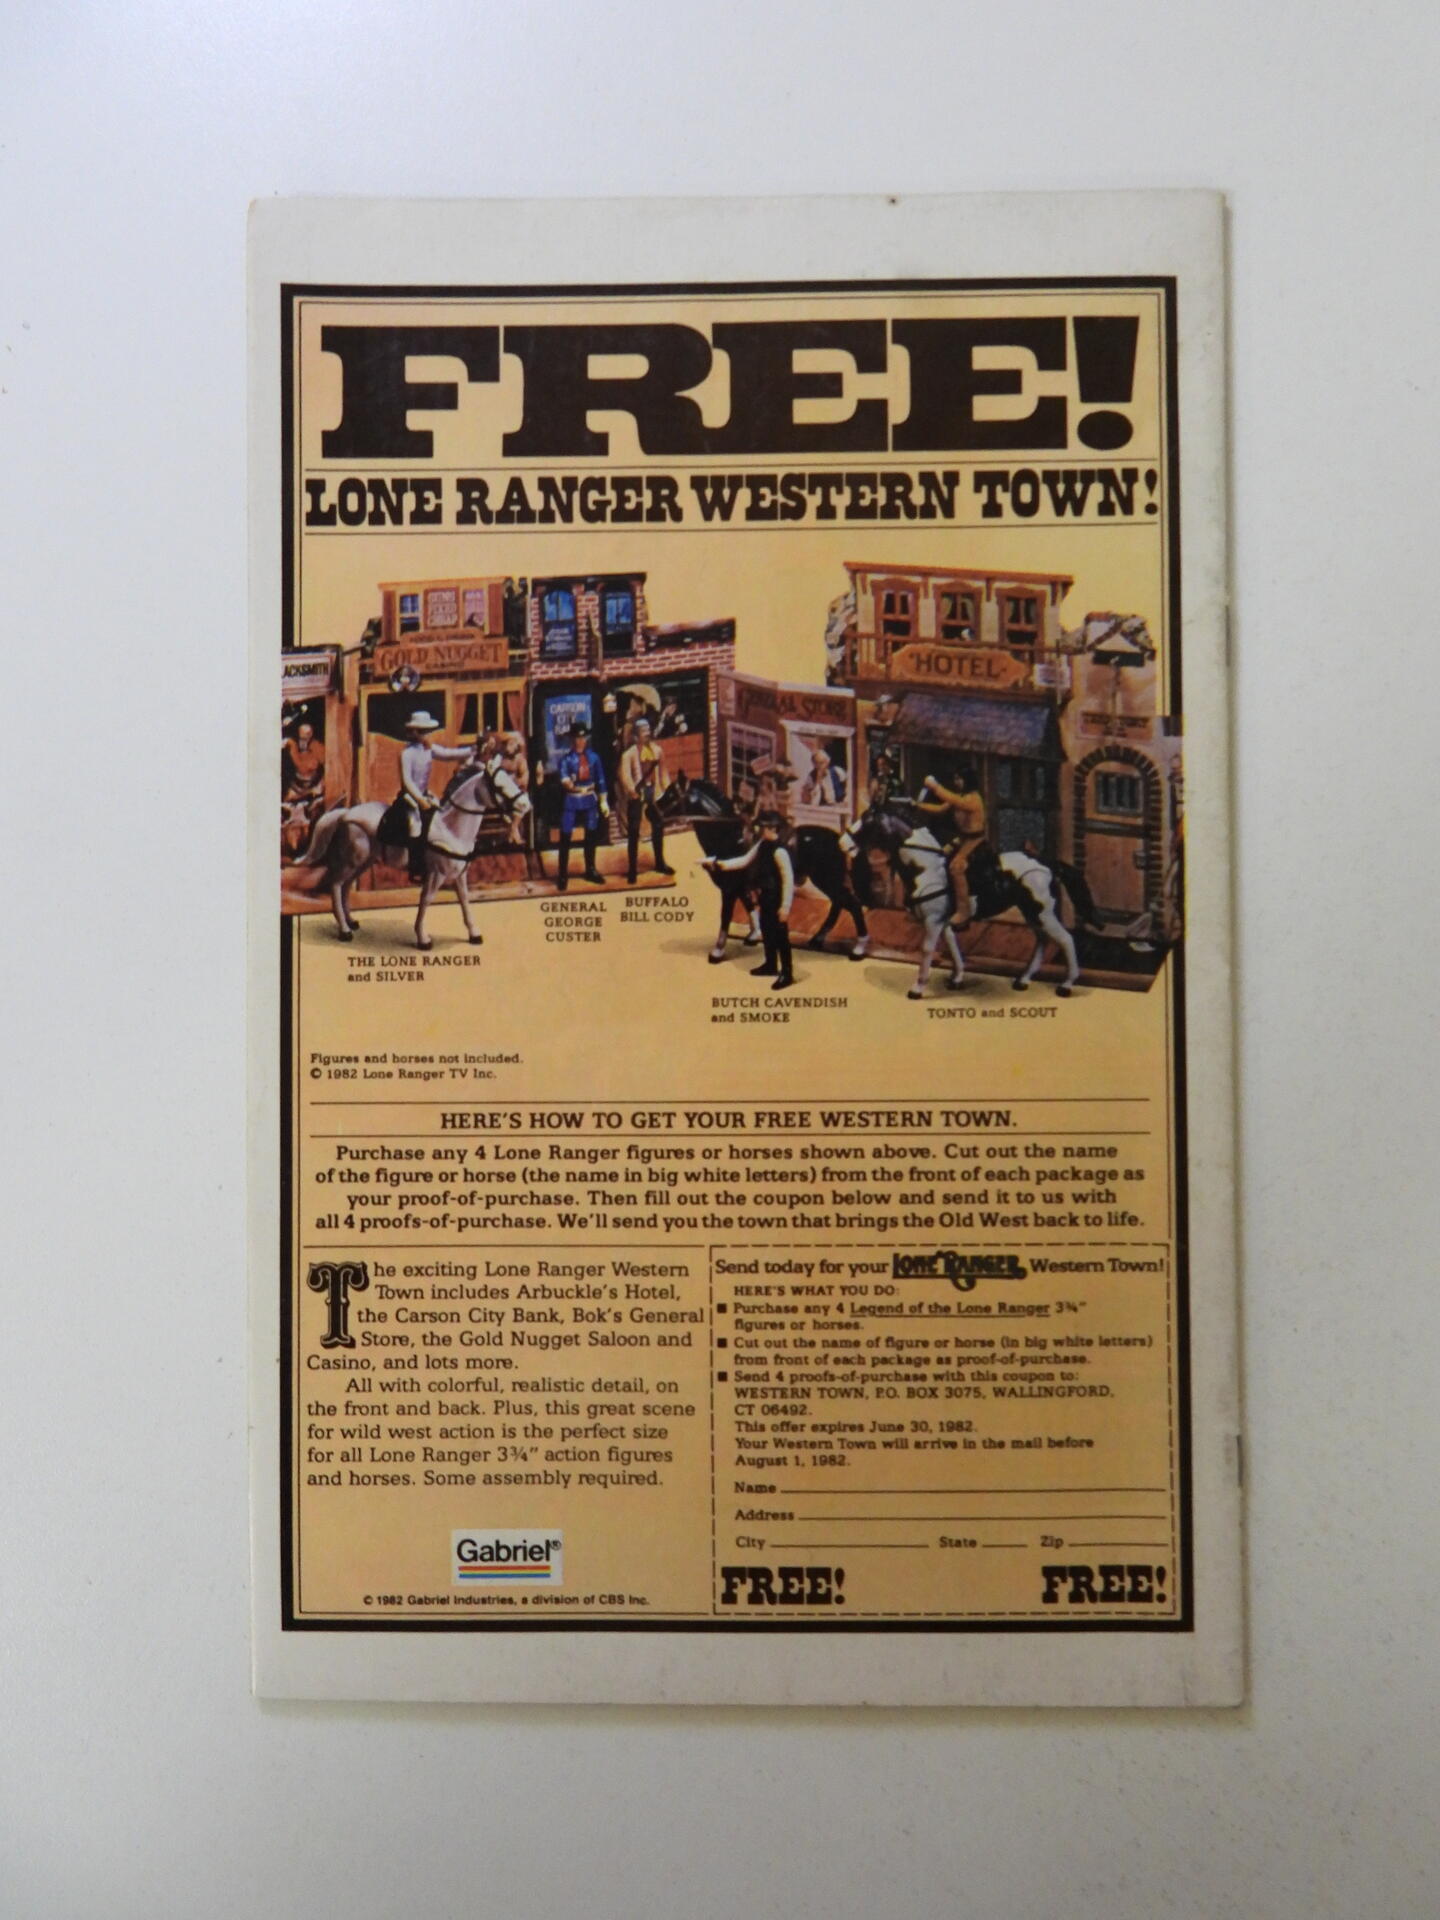 FREE!
LONE RANGER WESTERN TOWN!
ACKSMITH
GUNS
FIXED
CHEAP
GOLD NUGGET
CARSON
CITY
GENERAL STORE
HOTEL
THE LONE RANGER
and SILVER
GENERAL
GEORGE
CUSTER
BUFFALO
BILL CODY
BUTCH CAVENDISH
and SMOKE
TONTO and SCOUT
Figures and horses not included.
© 1982 Lone Ranger TV Inc.
HERE'S HOW TO GET YOUR FREE WESTERN TOWN.
Purchase any 4 Lone Ranger figures or horses shown above. Cut out the name
of the figure or horse (the name in big white letters) from the front of each package as
your proof-of-purchase. Then fill out the coupon below and send it to us with
all 4 proofs-of-purchase. We'll send you the town that brings the Old West back to life.
The exciting Lone Ranger Western
Town includes Arbuckle's Hotel,
the Carson City Bank, Bok's General
Store, the Gold Nugget Saloon and
Casino, and lots more.
All with colorful, realistic detail, on
the front and back. Plus, this great scene
for wild west action is the perfect size
for all Lone Ranger 3¾" action figures
and horses. Some assembly required.
Gabriel®
© 1982 Gabriel Industries, a division of CBS Inc.
Send today for your LONE RANGER Western Town!
HERE'S WHAT YOU DO:
■ Purchase any 4 Legend of the Lone Ranger 3¾"
figures or horses.
■ Cut out the name of figure or horse (in big white letters)
from front of each package as proof-of-purchase.
■ Send 4 proofs-of-purchase with this coupon to:
WESTERN TOWN, P.O. BOX 3075, WALLINGFORD,
CT 06492.
This offer expires June 30, 1982.
Your Western Town will arrive in the mail before
August 1, 1982.
Name
Address
City State Zip
FREE! FREE!